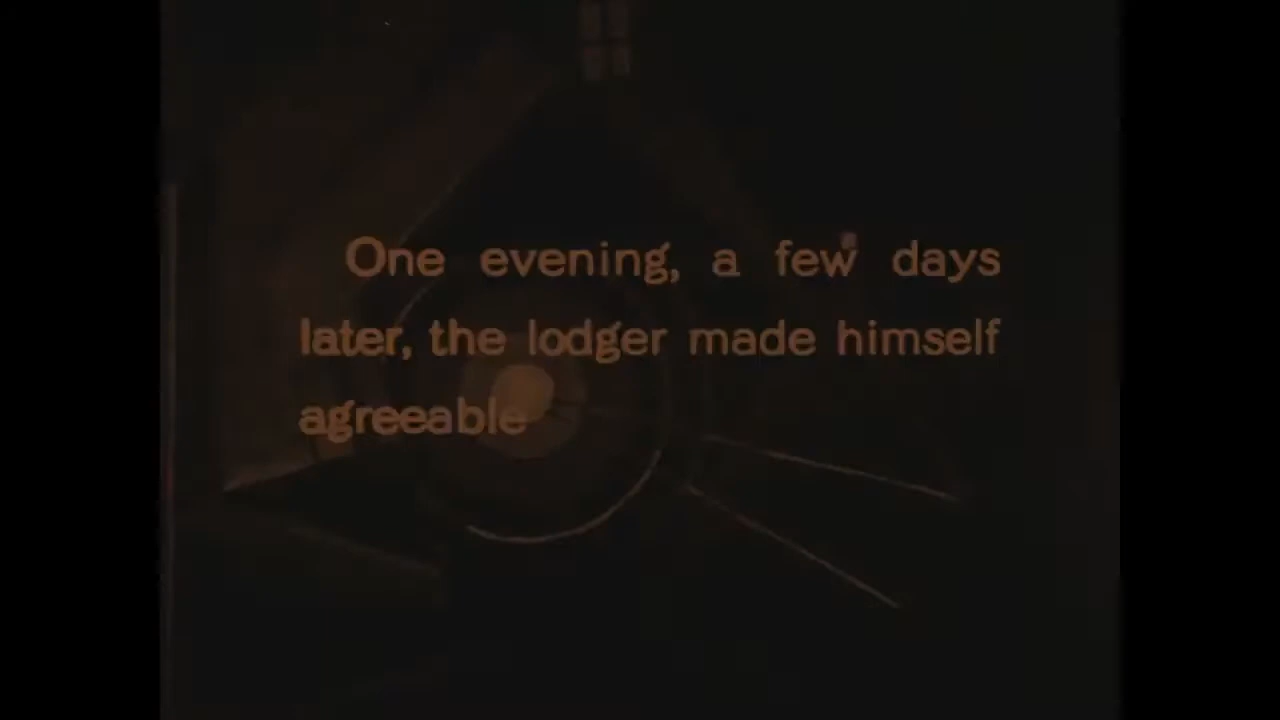 One evening, a few days
later, the lodger made himself
agreeable